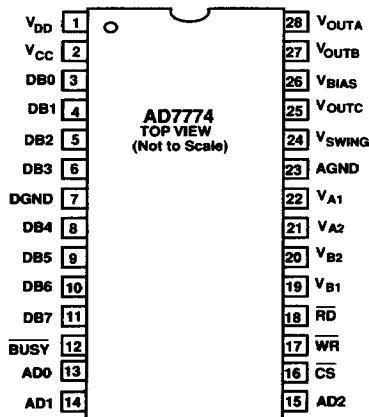 VDD 1 28 VOUTA
VCC 2 27 VOUTB
DB0 3 26 VBIAS
DB1 4 25 VOUTC
DB2 5 24 VSWING
DB3 6 23 AGND
DGND 7 22 VA1
DB4 8 21 VA2
DB5 9 20 VB2
DB6 10 19 VB1
DB7 11 18 RD
BUSY 12 17 WR
AD0 13 16 CS
AD1 14 15 AD2
AD7774
TOP VIEW
(Not to Scale)